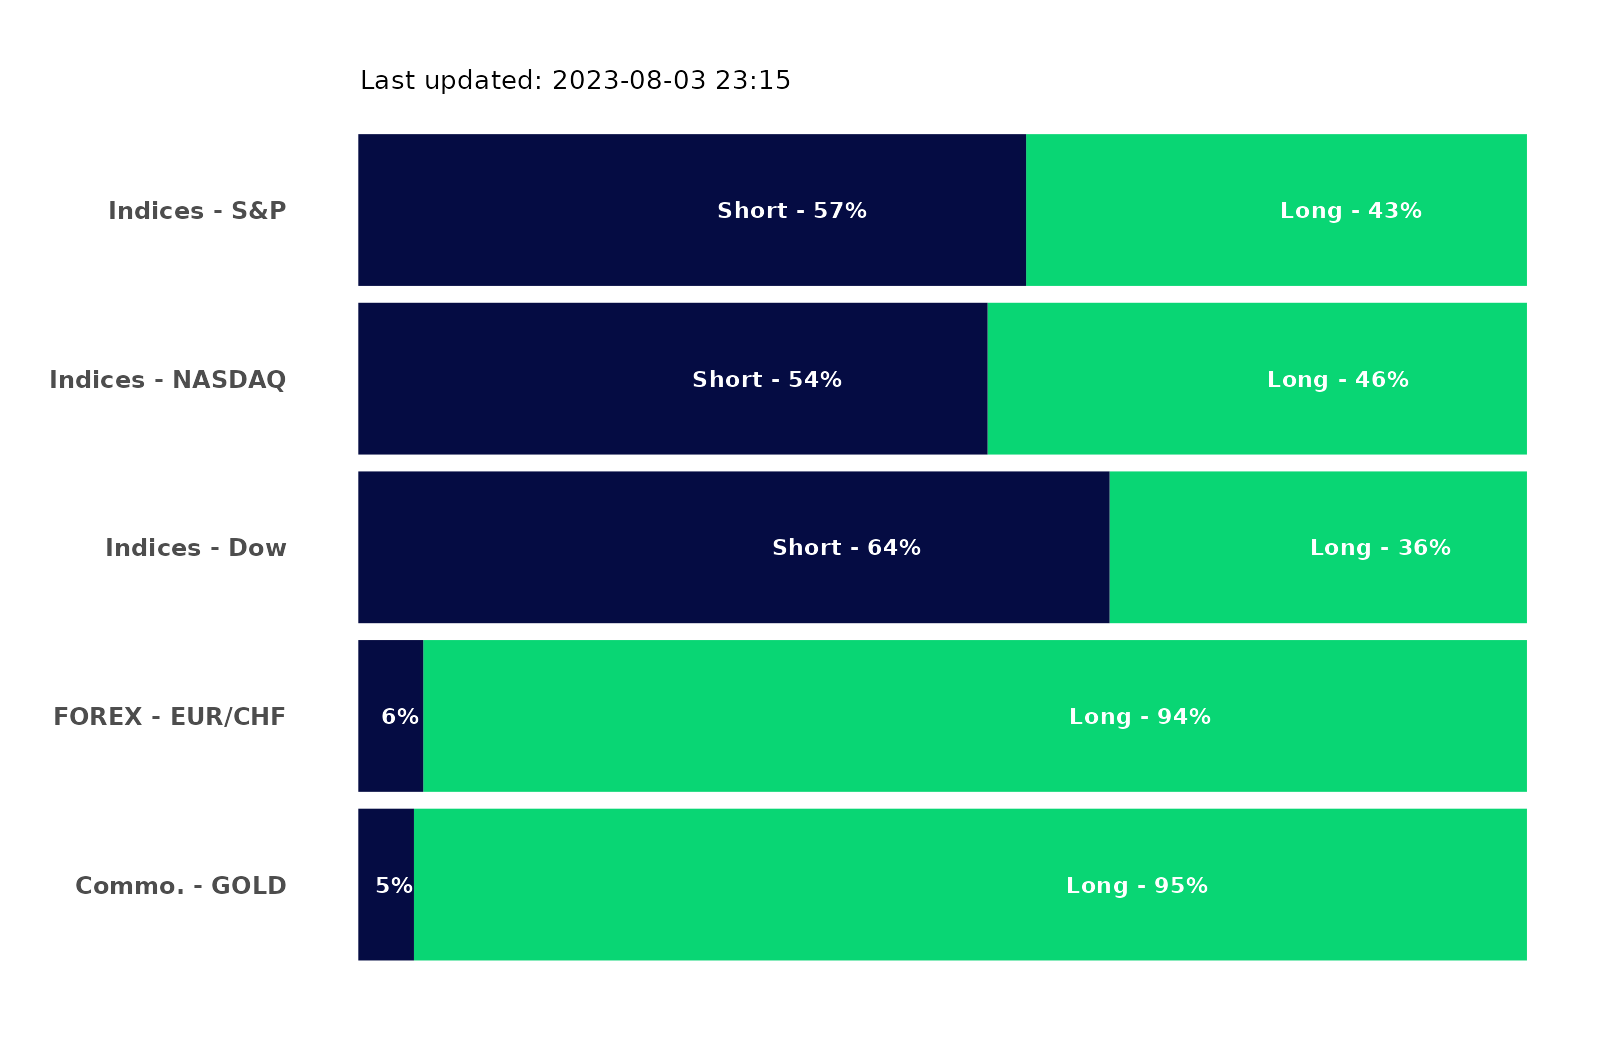 Last updated: 2023-08-03 23:15
Indices - S&P Short - 57% Long - 43%
Indices - NASDAQ Short - 54% Long - 46%
Indices - Dow Short - 64% Long - 36%
FOREX - EUR/CHF 6% Long - 94%
Commo. - GOLD 5% Long - 95%